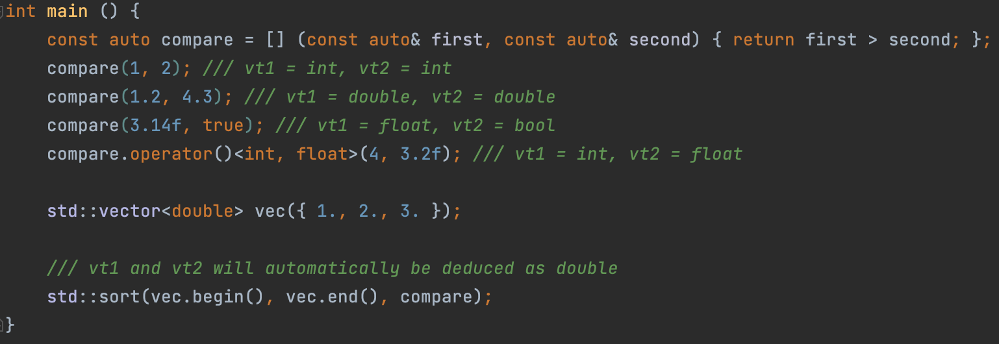 int main () {
    const auto compare = [] (const auto& first, const auto& second) { return first > second; };
    compare(1, 2); /// vt1 = int, vt2 = int
    compare(1.2, 4.3); /// vt1 = double, vt2 = double
    compare(3.14f, true); /// vt1 = float, vt2 = bool
    compare.operator()<int, float>(4, 3.2f); /// vt1 = int, vt2 = float

    std::vector<double> vec({ 1., 2., 3. });

    /// vt1 and vt2 will automatically be deduced as double
    std::sort(vec.begin(), vec.end(), compare);
}